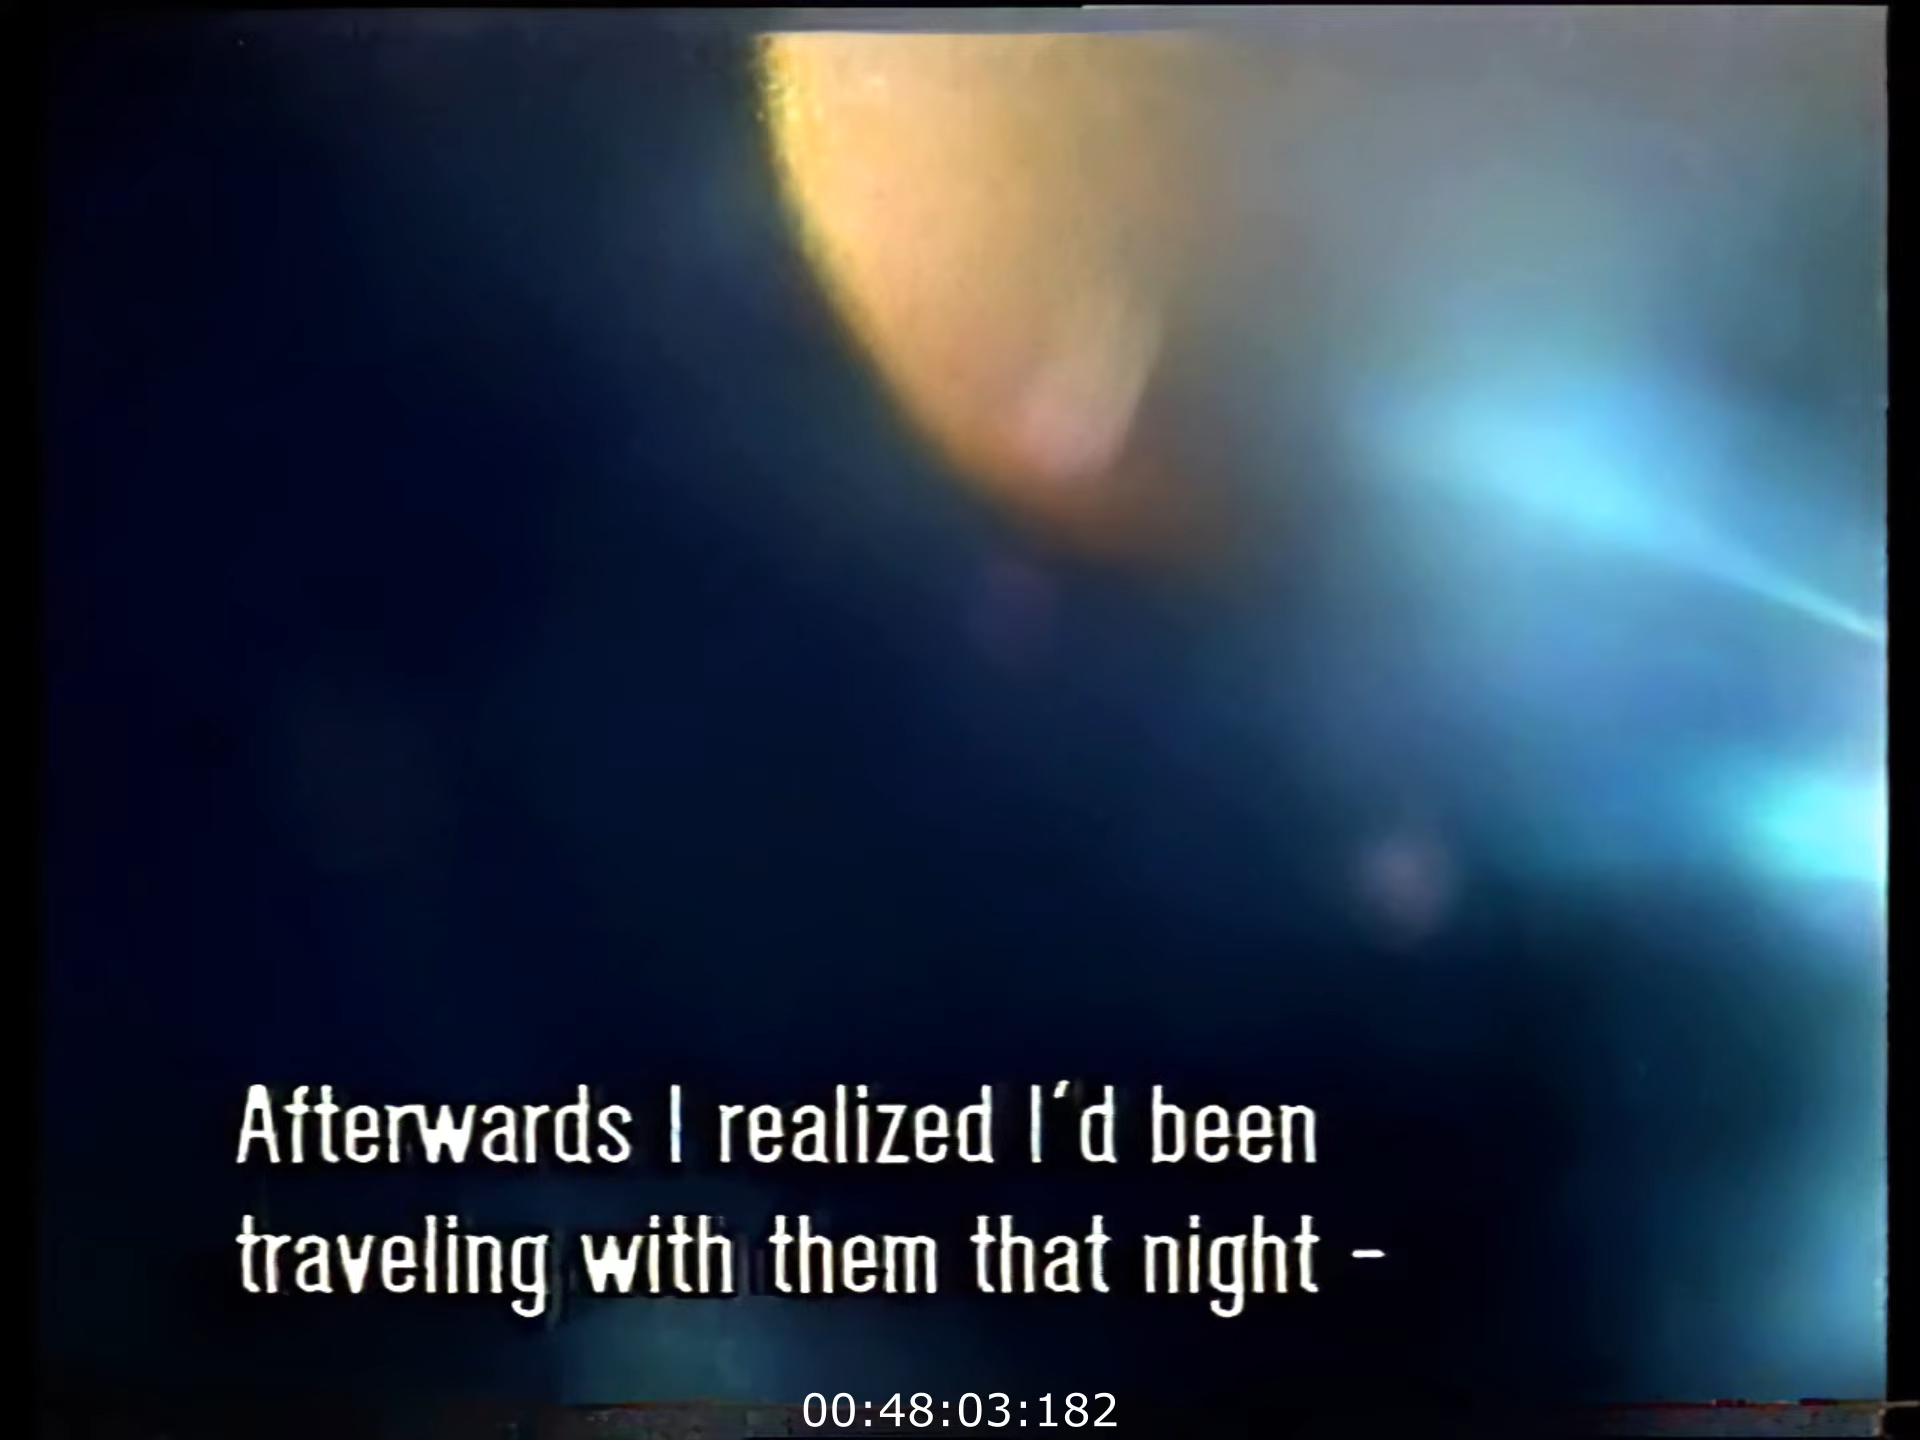 Afterwards I realized I'd been
traveling with them that night -
00:48:03:182